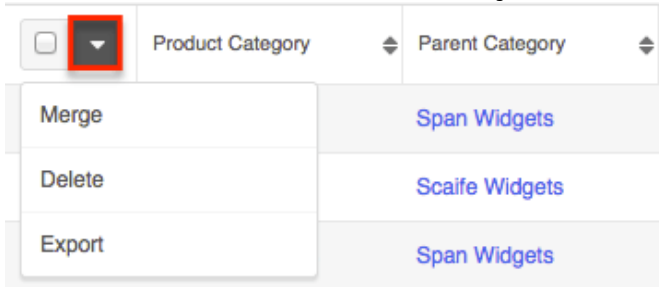 Product Category
Parent Category
Merge
Span Widgets
Delete
Scaife Widgets
Export
Span Widgets